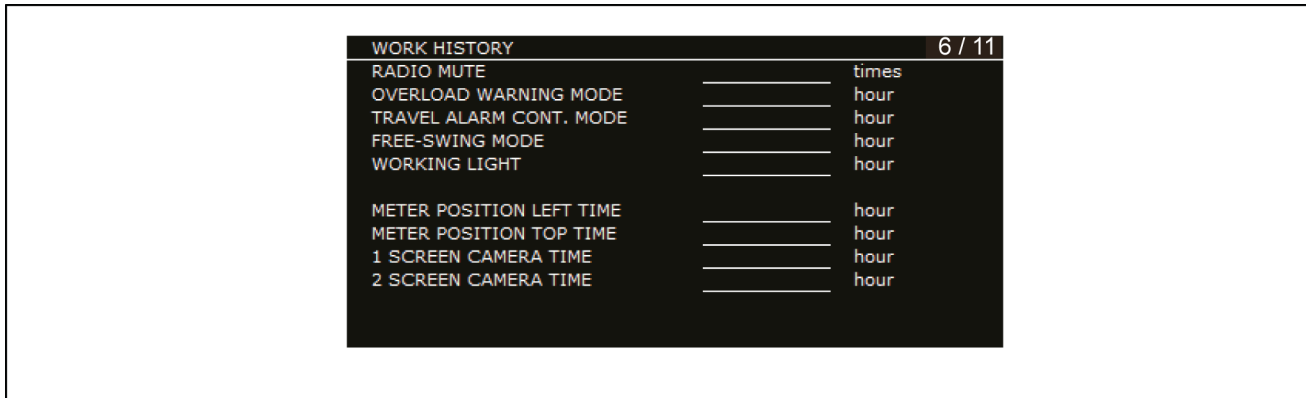 WORK HISTORY 6 / 11
RADIO MUTE times
OVERLOAD WARNING MODE hour
TRAVEL ALARM CONT. MODE hour
FREE-SWING MODE hour
WORKING LIGHT hour
METER POSITION LEFT TIME hour
METER POSITION TOP TIME hour
1 SCREEN CAMERA TIME hour
2 SCREEN CAMERA TIME hour